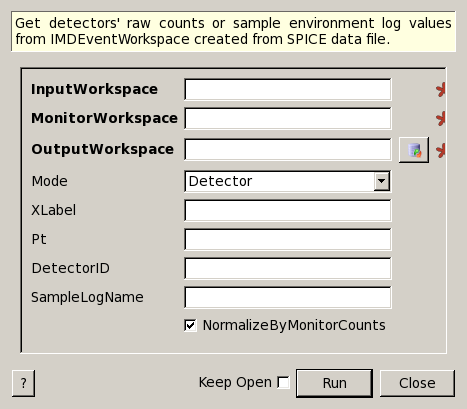 Get detectors' raw counts or sample environment log values
from IMDEventWorkspace created from SPICE data file.
InputWorkspace
MonitorWorkspace
OutputWorkspace
Mode Detector
XLabel
Pt
DetectorID
SampleLogName
NormalizeByMonitorCounts
? Keep Open Run Close